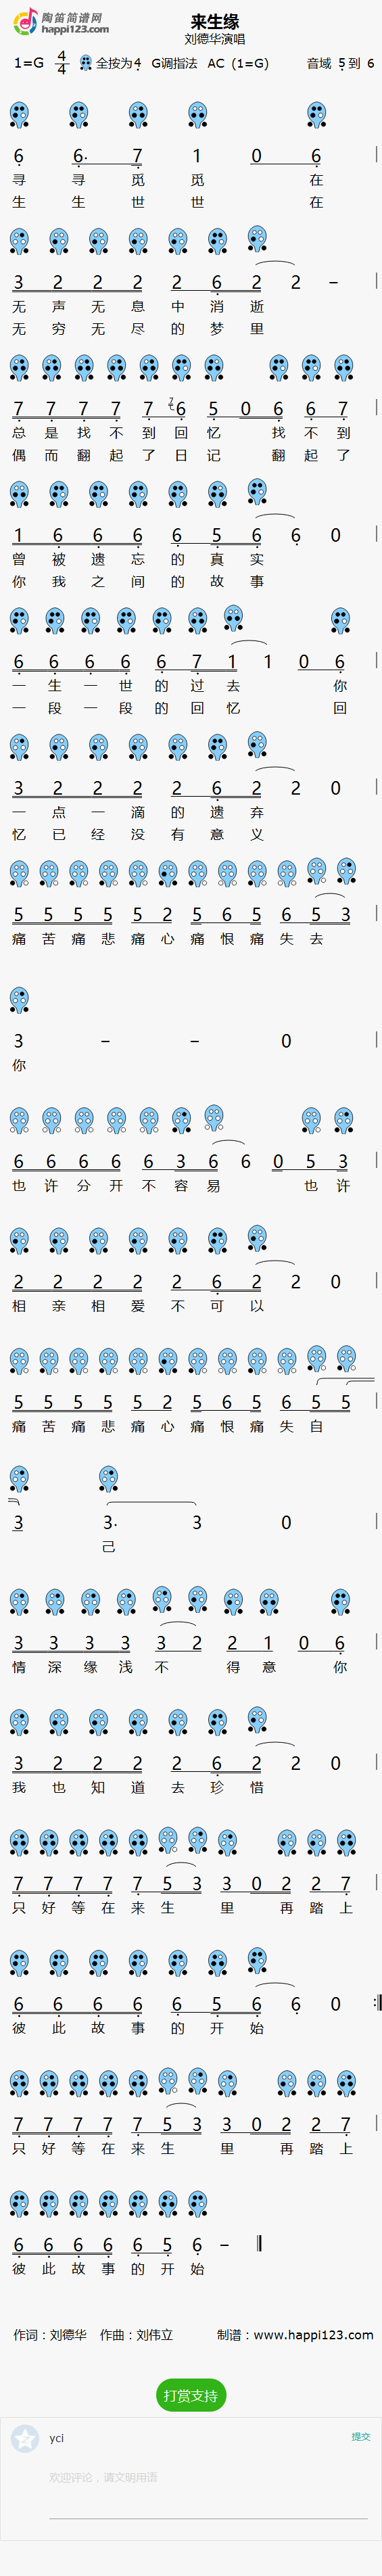 陶笛简谱网
happi123.com
来生缘
刘德华演唱
1=G 4/4 全按为4 G调指法 AC (1=G) 音域 5 到 6
6 6· 7 1 0 6 |
寻 寻 觅 觅 在
生 生 世 世 在
3 2 2 2 2 6 2 2 – |
无 声 无 息 中 消 逝
无 穷 无 尽 的 梦 里
7 7 7 7 7 6 5 0 6 6 7 |
总 是 找 不 到 回 忆 找 不 到
偶 而 翻 起 了 日 记 翻 起 了
1 6 6 6 6 5 6 6 0 |
曾 被 遗 忘 的 真 实
你 我 之 间 的 故 事
6 6 6 6 6 7 1 1 0 6 |
一 生 一 世 的 过 去 你
一 段 一 段 的 回 忆 回
3 2 2 2 2 6 2 2 0 |
一 点 一 滴 的 遗 弃
忆 已 经 没 有 意 义
5 5 5 5 5 2 5 6 5 6 5 3 |
痛 苦 痛 悲 痛 心 痛 恨 痛 失 去
3 – – 0 |
你
6 6 6 6 6 3 6 6 0 5 3 |
也 许 分 开 不 容 易 也 许
2 2 2 2 2 6 2 2 0 |
相 亲 相 爱 不 可 以
5 5 5 5 5 2 5 6 5 6 5 5 |
痛 苦 痛 悲 痛 心 痛 恨 痛 失 自
3 3· 3 0 |
己
3 3 3 3 3 2 2 1 0 6 |
情 深 缘 浅 不 得 意 你
3 2 2 2 2 6 2 2 0 |
我 也 知 道 去 珍 惜
7 7 7 7 7 5 3 3 0 2 2 7 |
只 好 等 在 来 生 里 再 踏 上
6 6 6 6 6 5 6 6 0 :|
彼 此 故 事 的 开 始
7 7 7 7 7 5 3 3 0 2 2 7 |
只 好 等 在 来 生 里 再 踏 上
6 6 6 6 6 5 6 – ‖
彼 此 故 事 的 开 始
作词：刘德华 作曲：刘伟立 制谱：www.happi123.com
打赏支持
yci 提交
欢迎评论，请文明用语